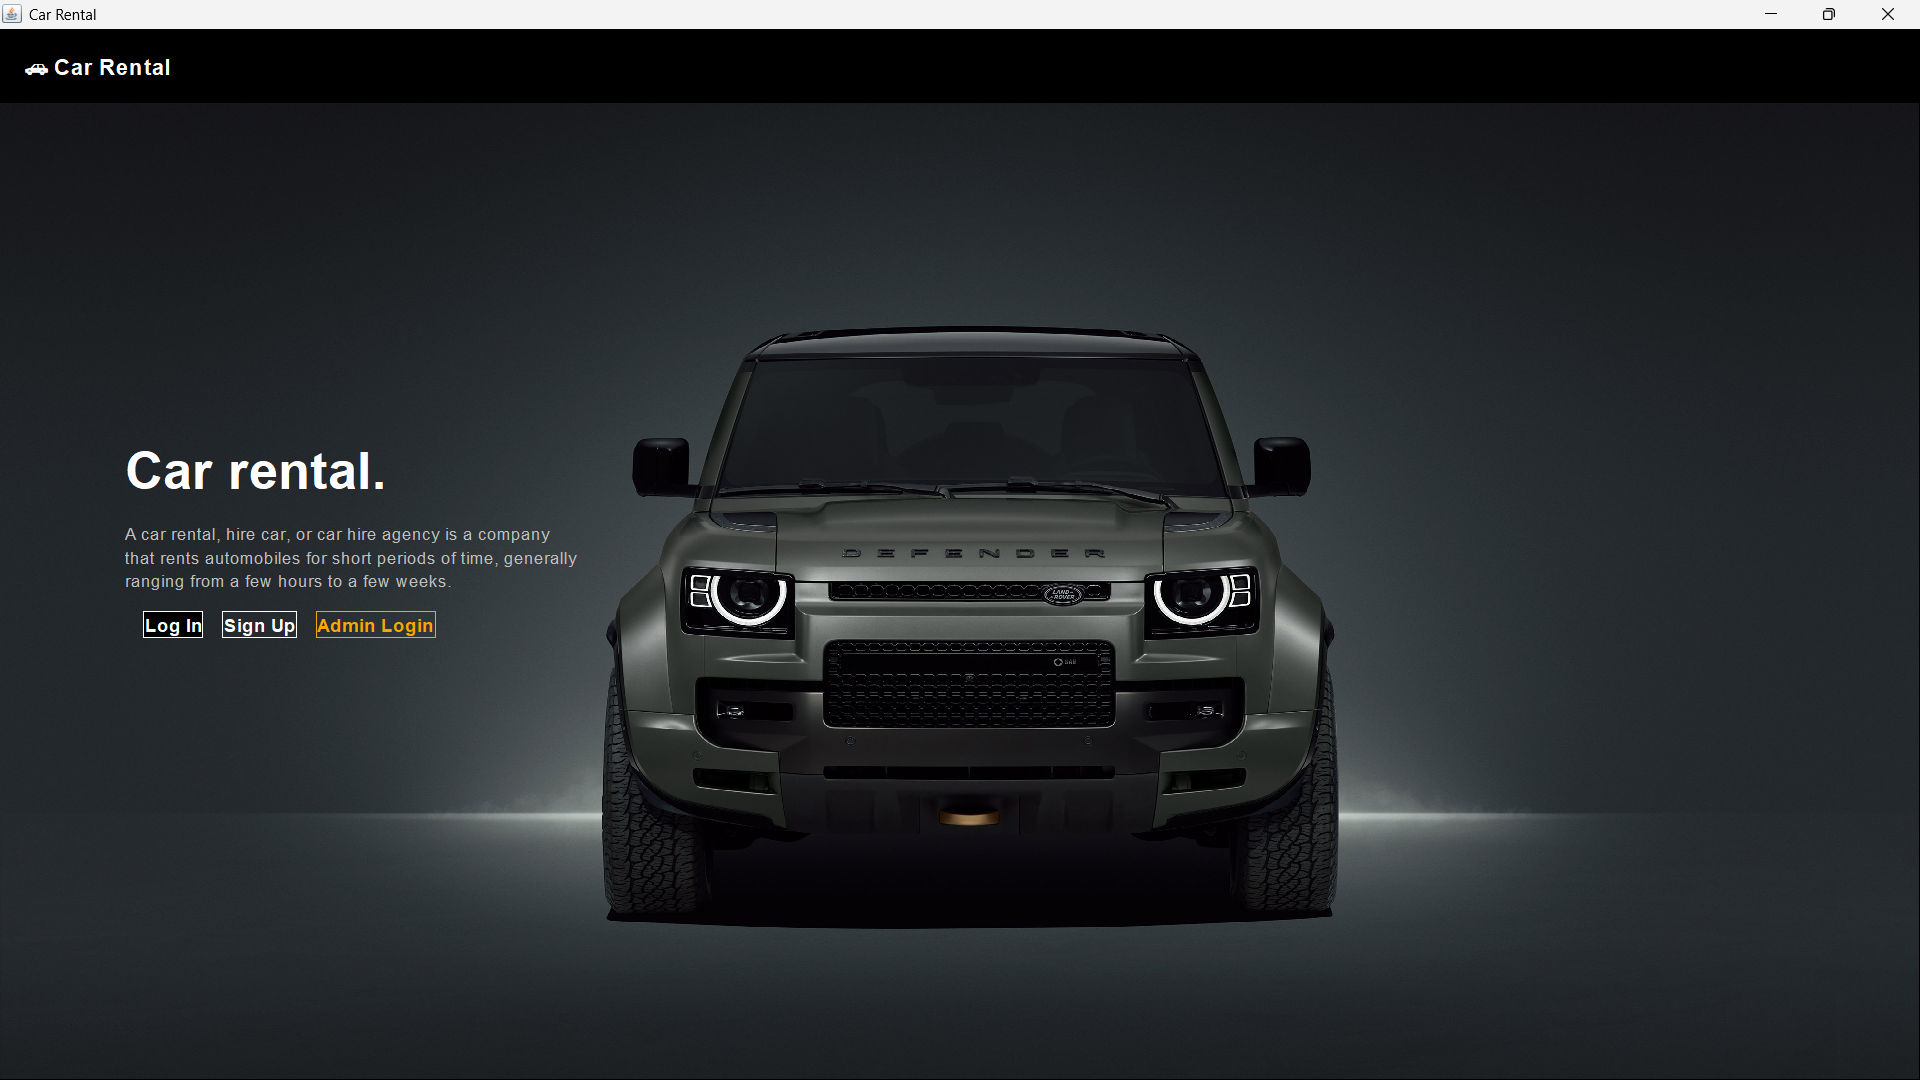 Car Rental
Car Rental
Car rental.
A car rental, hire car, or car hire agency is a company
that rents automobiles for short periods of time, generally
ranging from a few hours to a few weeks.
Log In Sign Up Admin Login
DEFENDER
LAND-
ROVER